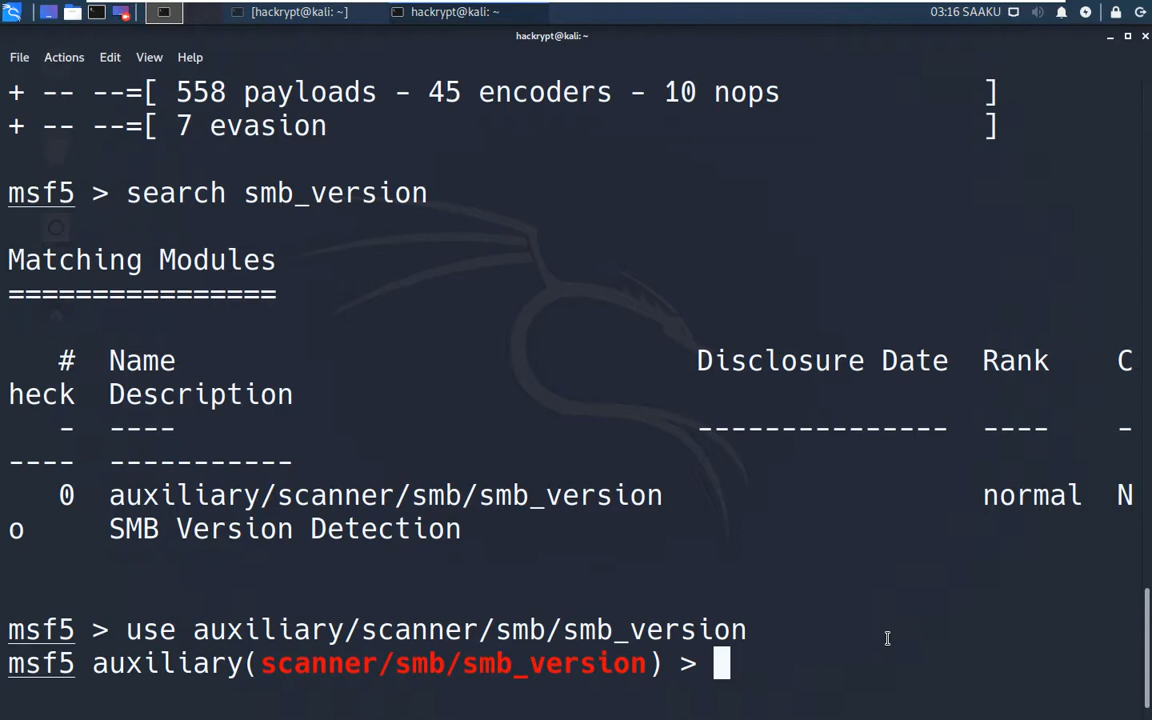 [hackrypt@kali: ~]
hackrypt@kali: ~
03:16 SAAKU
hackrypt@kali: ~
File Actions Edit View Help
+ -- --=[ 558 payloads - 45 encoders - 10 nops ]
+ -- --=[ 7 evasion ]
msf5 > search smb_version
Matching Modules
================
# Name Disclosure Date Rank C
heck Description
- ---- --------------- ---- -
---- -----------
0 auxiliary/scanner/smb/smb_version normal N
o SMB Version Detection
msf5 > use auxiliary/scanner/smb/smb_version
msf5 auxiliary(scanner/smb/smb_version) >